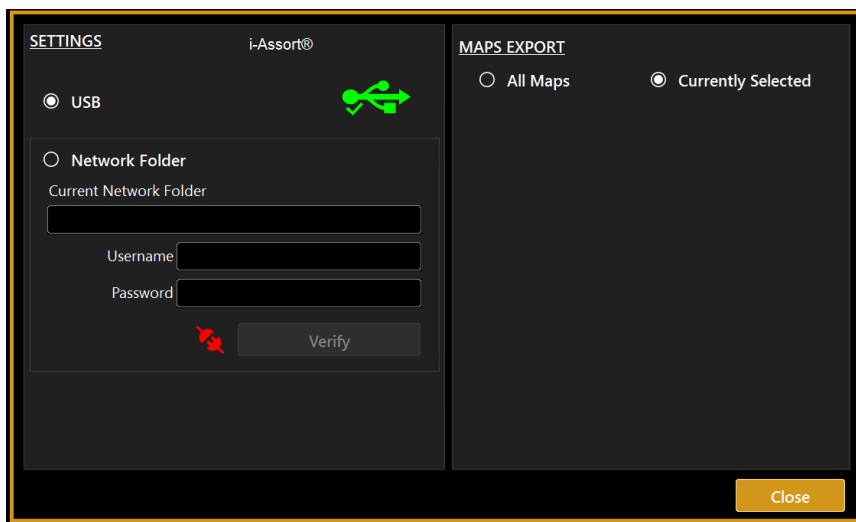 SETTINGS
i-Assort®
USB
Network Folder
Current Network Folder
Username
Password
Verify
MAPS EXPORT
All Maps
Currently Selected
Close